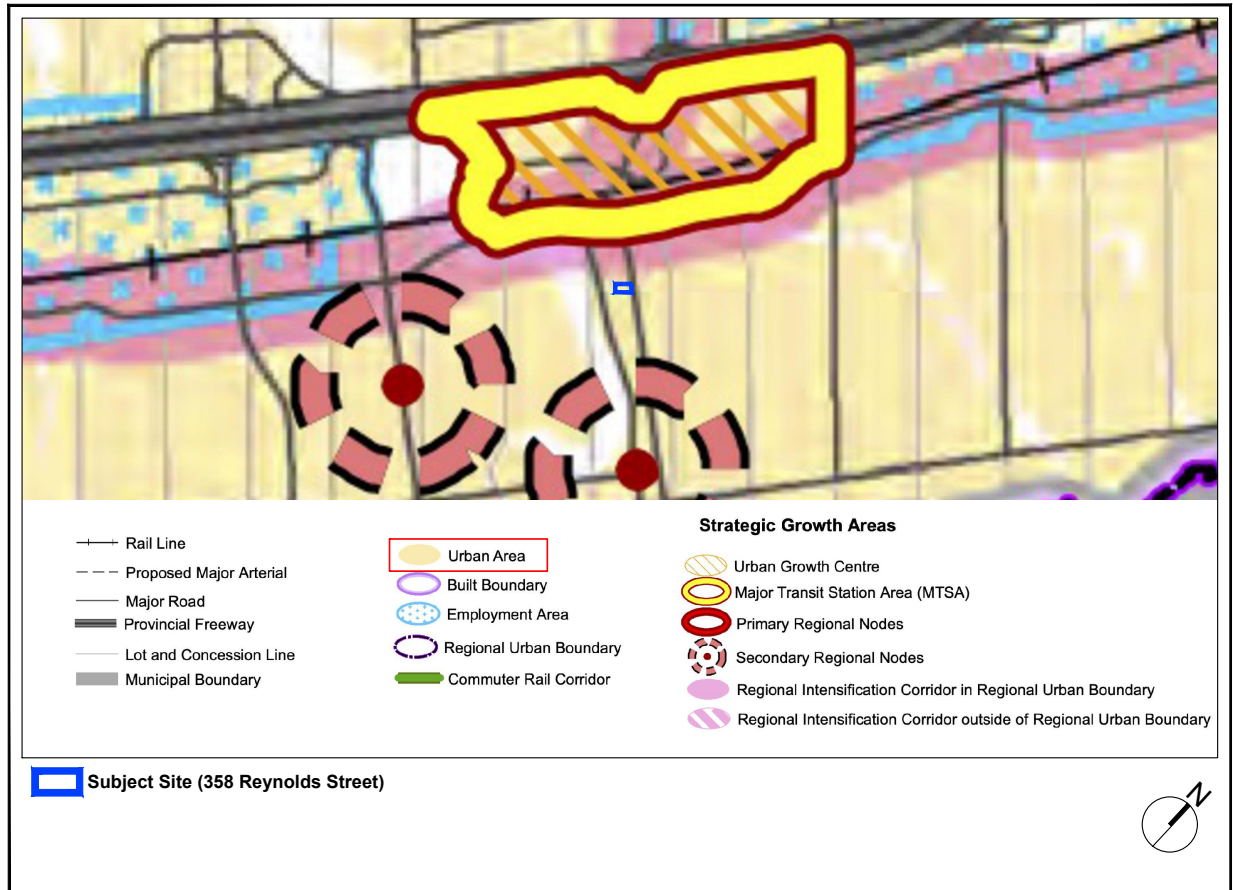 Rail Line
Proposed Major Arterial
Major Road
Provincial Freeway
Lot and Concession Line
Municipal Boundary
Urban Area
Built Boundary
Employment Area
Regional Urban Boundary
Commuter Rail Corridor
Strategic Growth Areas
Urban Growth Centre
Major Transit Station Area (MTSA)
Primary Regional Nodes
Secondary Regional Nodes
Regional Intensification Corridor in Regional Urban Boundary
Regional Intensification Corridor outside of Regional Urban Boundary
Subject Site (358 Reynolds Street)
N